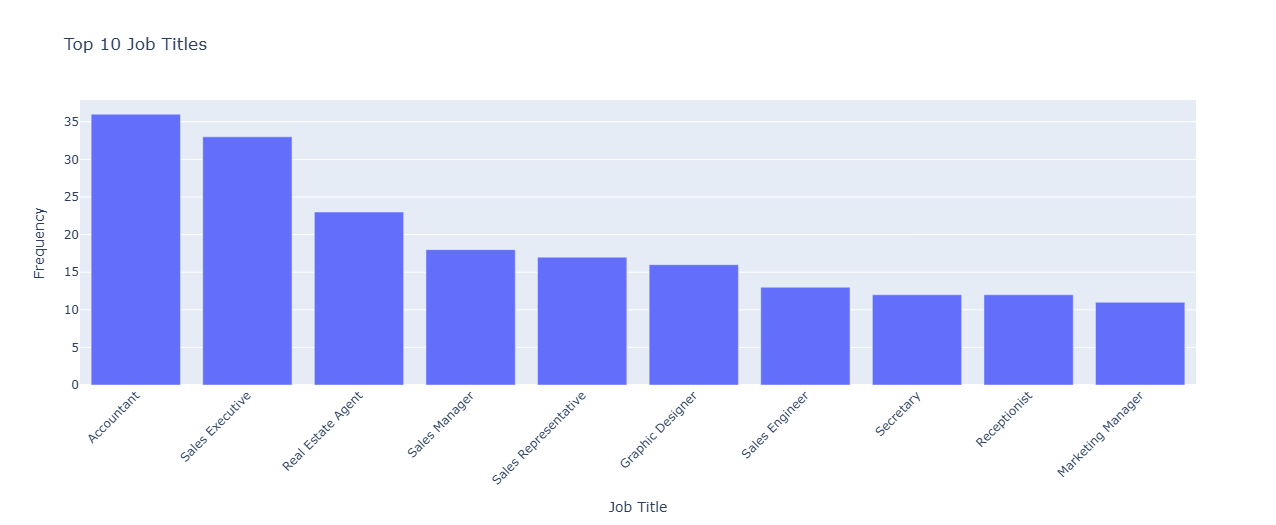 Top 10 Job Titles
Frequency
35
30
25
20
15
10
5
0
Accountant
Sales Executive
Real Estate Agent
Sales Manager
Sales Representative
Graphic Designer
Sales Engineer
Secretary
Receptionist
Marketing Manager
Job Title